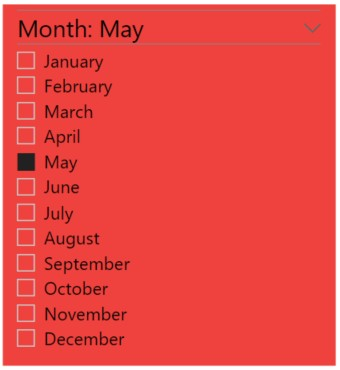 Month: May
January
February
March
April
May
June
July
August
September
October
November
December